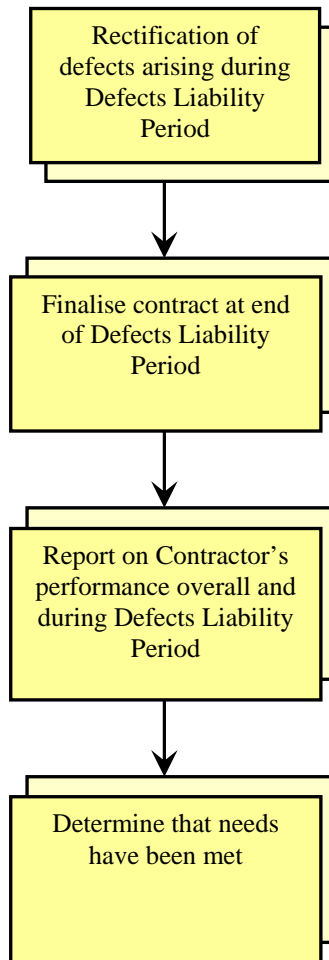 Rectification of
defects arising during
Defects Liability
Period
Finalise contract at end
of Defects Liability
Period
Report on Contractor’s
performance overall and
during Defects Liability
Period
Determine that needs
have been met